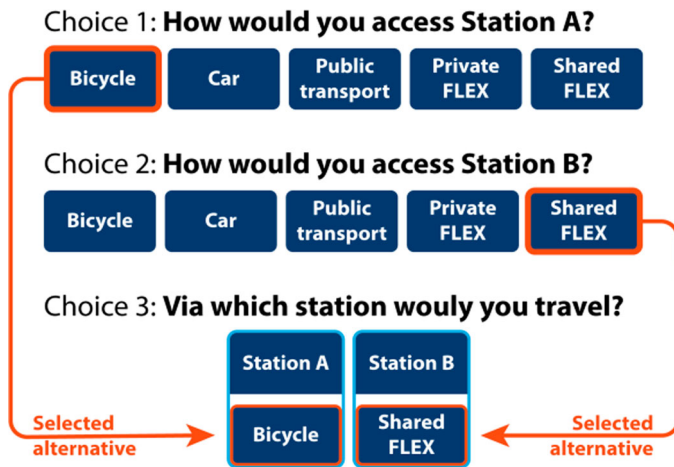 Choice 1: How would you access Station A?
Bicycle Car Public transport Private FLEX Shared FLEX
Choice 2: How would you access Station B?
Bicycle Car Public transport Private FLEX Shared FLEX
Choice 3: Via which station wouly you travel?
Station A Station B
Selected alternative Bicycle Shared FLEX Selected alternative